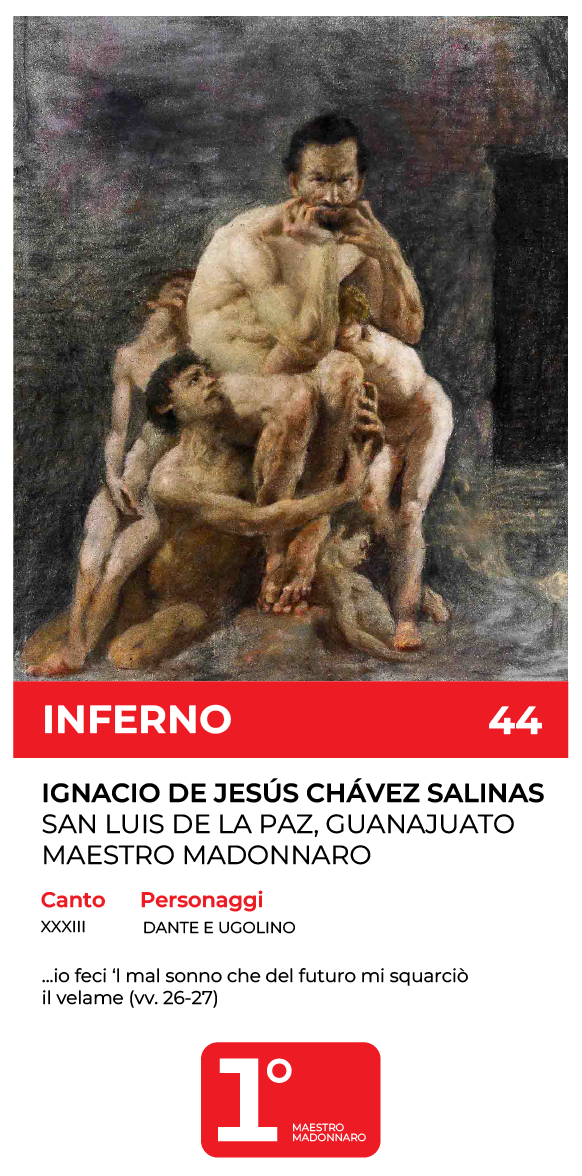 INFERNO 44
IGNACIO DE JESÚS CHÁVEZ SALINAS
SAN LUIS DE LA PAZ, GUANAJUATO
MAESTRO MADONNARO
Canto Personaggi
XXXIII DANTE E UGOLINO
...io feci ‘l mal sonno che del futuro mi squarciò
il velame (vv. 26-27)
1°
MAESTRO
MADONNARO